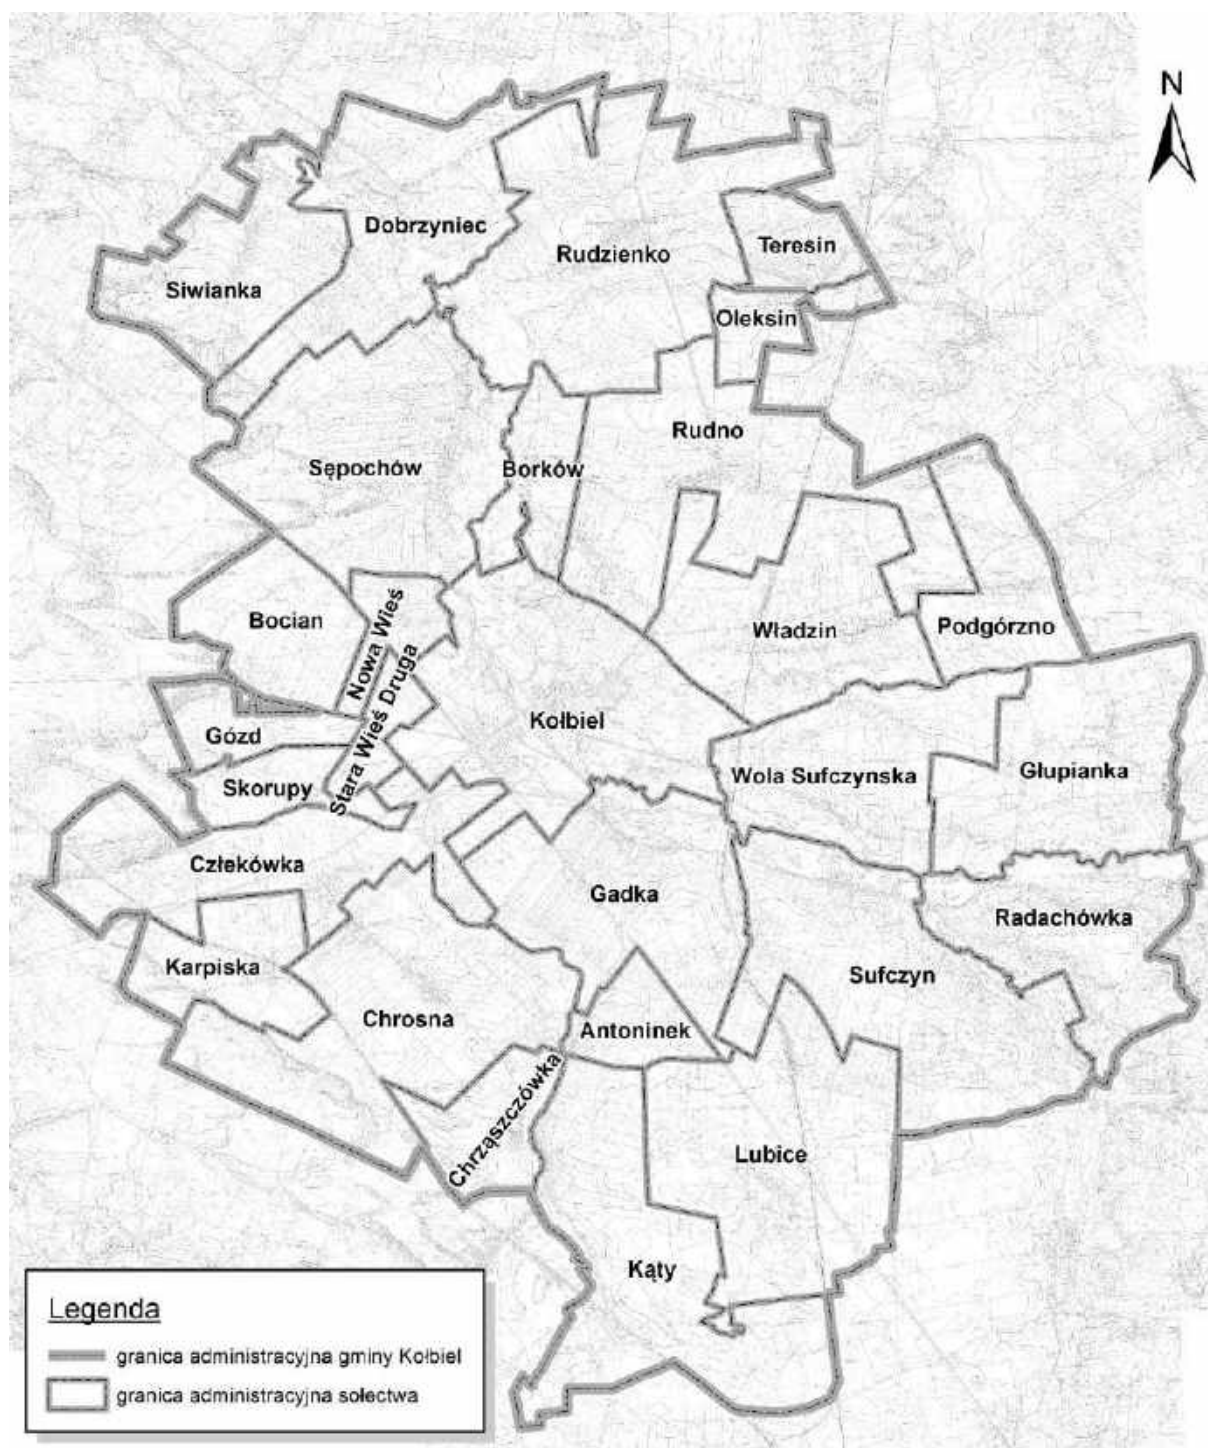 N
Dobrzyniec
Rudzienko
Teresin
Siwianka
Oleksin
Rudno
Sępochów
Borków
Bocian
Nowa Wieś
Władzin
Podgórzno
Stara Wieś Druga
Kołbiel
Gózd
Wola Sufczynska
Głupianka
Skorupy
Człekówka
Gadka
Radachówka
Karpiska
Sufczyn
Chrosna
Antoninek
Chrząszczówka
Lubice
Kąty
Legenda
granica administracyjna gminy Kołbiel
granica administracyjna sołectwa